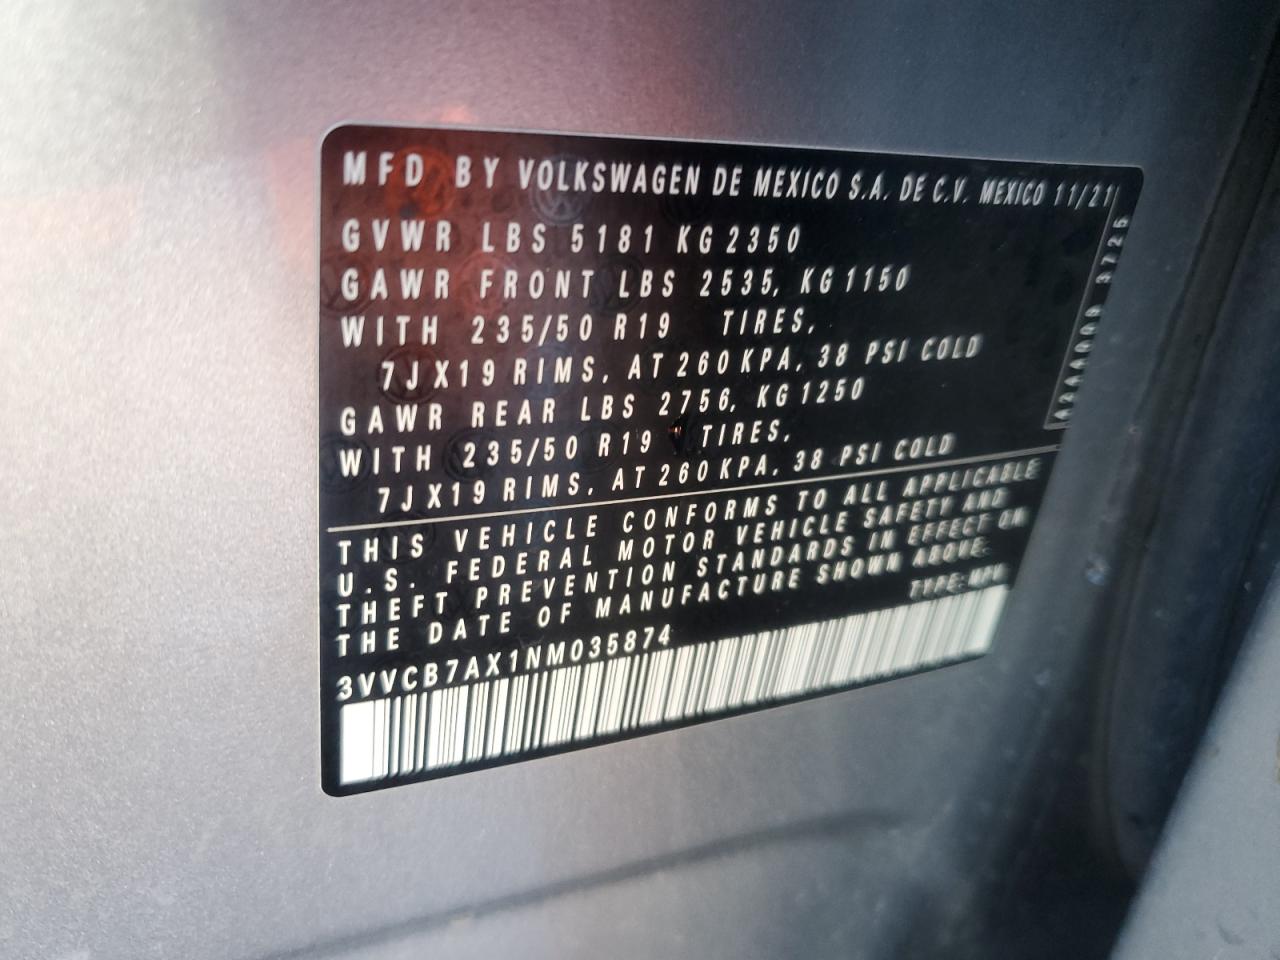 MFD BY VOLKSWAGEN DE MEXICO S.A. DE C.V. MEXICO 11/21
GVWR LBS 5181 KG 2350
GAWR FRONT LBS 2535, KG 1150
WITH 235/50 R19 TIRES,
7J X19 RIMS, AT 260 KPA, 38 PSI COLD
GAWR REAR LBS 2756, KG 1250
WITH 235/50 R19 TIRES,
7J X19 RIMS, AT 260 KPA, 38 PSI COLD
THIS VEHICLE CONFORMS TO ALL APPLICABLE
U.S. FEDERAL MOTOR VEHICLE SAFETY AND
THEFT PREVENTION STANDARDS IN EFFECT ON
THE DATE OF MANUFACTURE SHOWN ABOVE.
TYPE: MPV
3VVCB7AX1NM035874